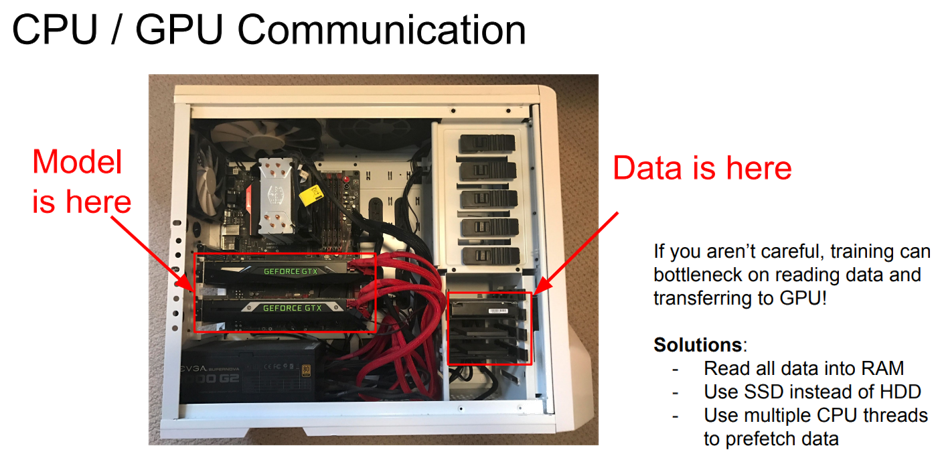 CPU / GPU Communication
Model
is here
Data is here
GEFORCE GTX
GEFORCE GTX
EVGA
00 G2
If you aren’t careful, training can
bottleneck on reading data and
transferring to GPU!
Solutions:
- Read all data into RAM
- Use SSD instead of HDD
- Use multiple CPU threads
to prefetch data